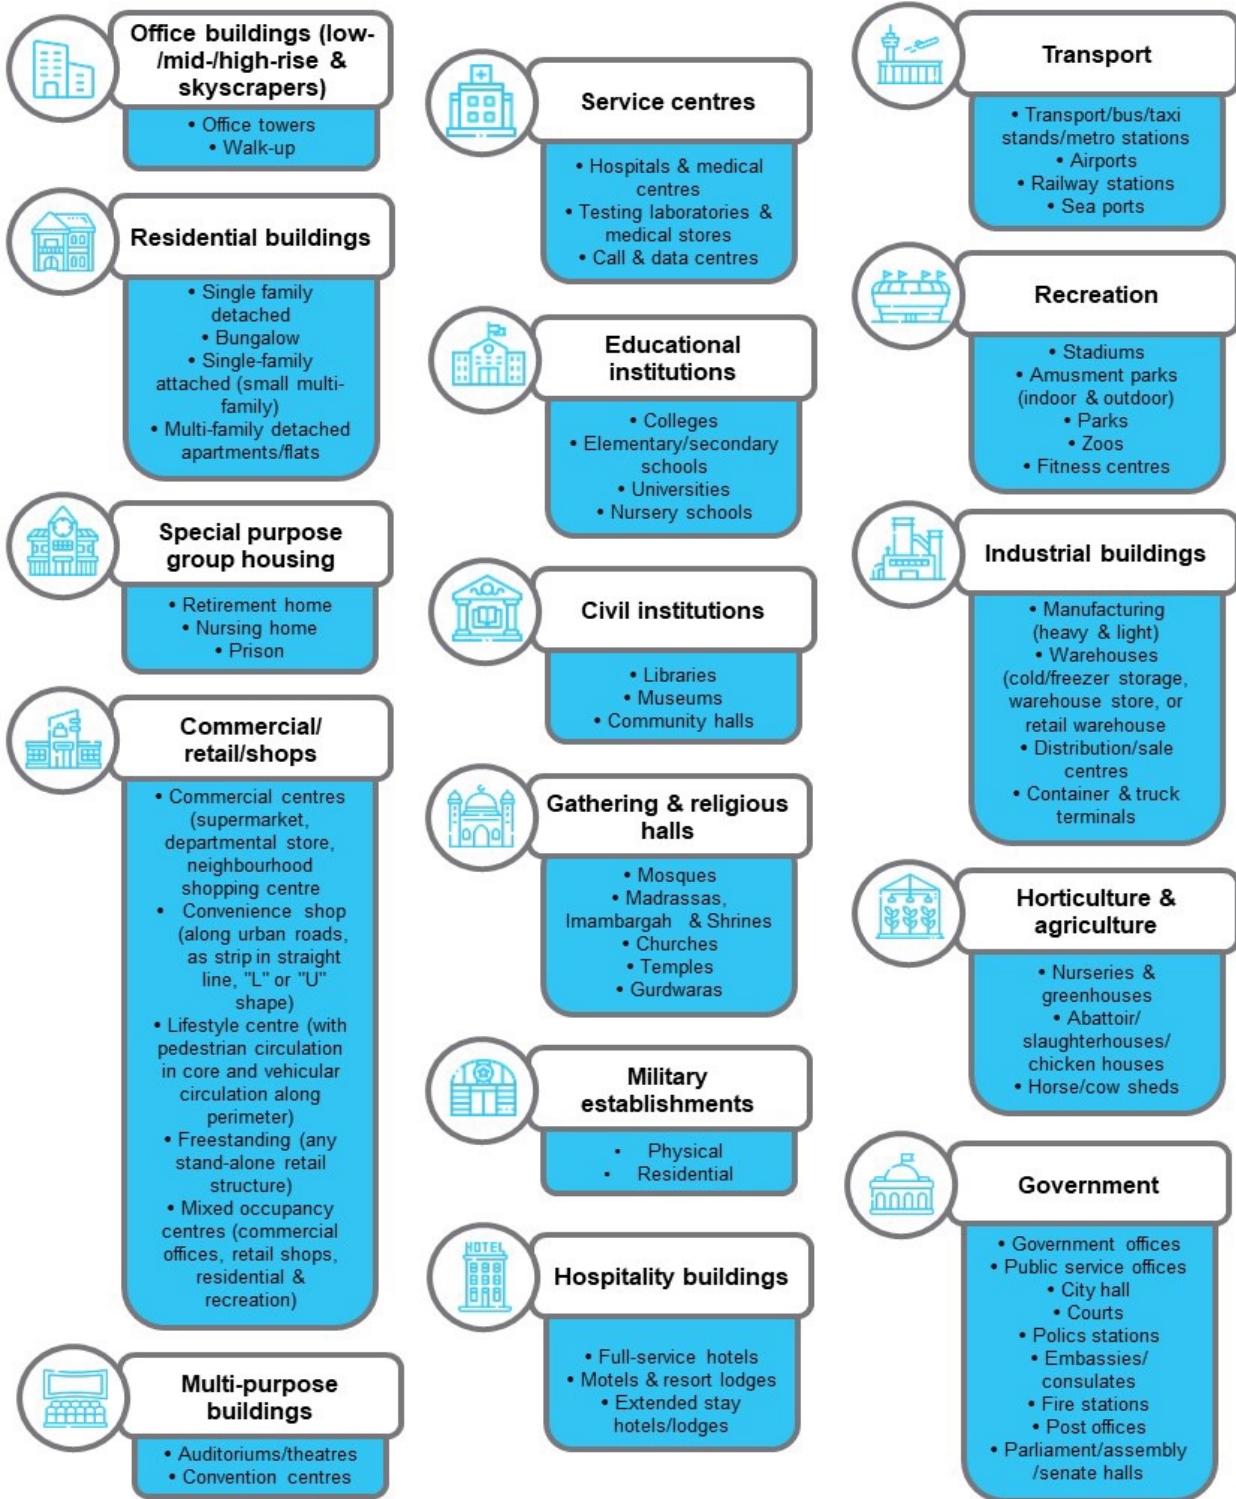 Office buildings (low-
/mid-/high-rise &
skyscrapers)
• Office towers
• Walk-up
Residential buildings
• Single family
detached
• Bungalow
• Single-family
attached (small multi-
family)
• Multi-family detached
apartments/flats
Special purpose
group housing
• Retirement home
• Nursing home
• Prison
Commercial/
retail/shops
• Commercial centres
(supermarket,
departmental store,
neighbourhood
shopping centre
• Convenience shop
(along urban roads,
as strip in straight
line, "L" or "U"
shape)
• Lifestyle centre (with
pedestrian circulation
in core and vehicular
circulation along
perimeter)
• Freestanding (any
stand-alone retail
structure)
• Mixed occupancy
centres (commercial
offices, retail shops,
residential &
recreation)
Multi-purpose
buildings
• Auditoriums/theatres
• Convention centres
Service centres
• Hospitals & medical
centres
• Testing laboratories &
medical stores
• Call & data centres
Educational
institutions
• Colleges
• Elementary/secondary
schools
• Universities
• Nursery schools
Civil institutions
• Libraries
• Museums
• Community halls
Gathering & religious
halls
• Mosques
• Madrassas,
Imambargah & Shrines
• Churches
• Temples
• Gurdwaras
Military
establishments
• Physical
• Residential
HOTEL
Hospitality buildings
• Full-service hotels
• Motels & resort lodges
• Extended stay
hotels/lodges
Transport
• Transport/bus/taxi
stands/metro stations
• Airports
• Railway stations
• Sea ports
Recreation
• Stadiums
• Amusment parks
(indoor & outdoor)
• Parks
• Zoos
• Fitness centres
Industrial buildings
• Manufacturing
(heavy & light)
• Warehouses
(cold/freezer storage,
warehouse store, or
retail warehouse
• Distribution/sale
centres
• Container & truck
terminals
Horticulture &
agriculture
• Nurseries &
greenhouses
• Abattoir/
slaughterhouses/
chicken houses
• Horse/cow sheds
Government
• Government offices
• Public service offices
• City hall
• Courts
• Polics stations
• Embassies/
consulates
• Fire stations
• Post offices
• Parliament/assembly
/senate halls